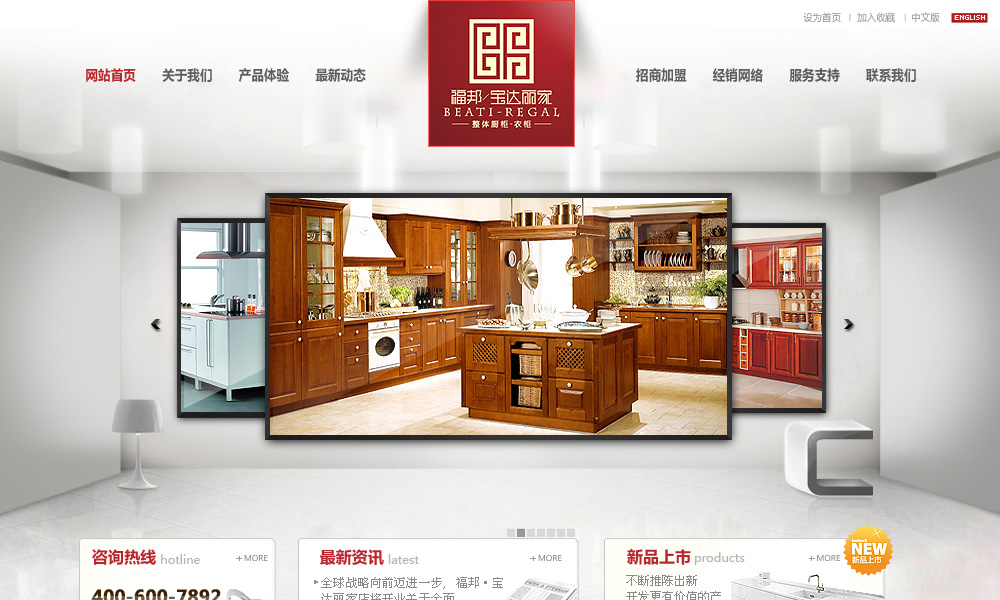 设为首页 | 加入收藏 | 中文版 ENGLISH
网站首页 关于我们 产品体验 最新动态 招商加盟 经销网络 服务支持 联系我们
福邦/宝达丽家
BEATI-REGAL
整体厨柜·衣柜
咨询热线 hotline + MORE
400-600-7892
最新资讯 latest + MORE
全球战略向前迈进一步，福邦▪宝
达丽家店将开业关于全面
新品上市 products + MORE
NEW
新品上市
不断推陈出新
开发更有价值的产